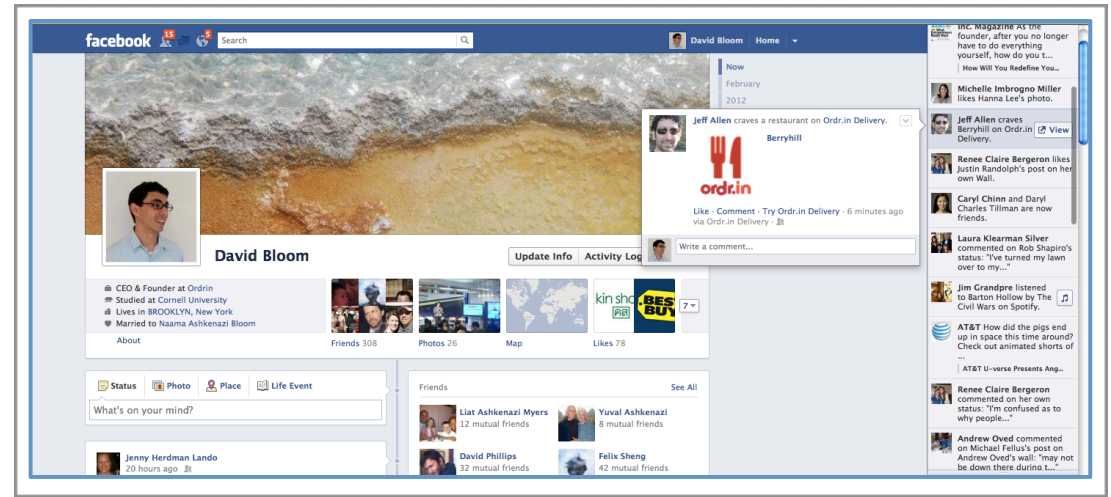 facebook
15
5
Search
David Bloom
Home
Now
February
2012
Jeff Allen craves a restaurant on Ordr.in Delivery.
Berryhill
ordr.in
Like · Comment · Try Ordr.in Delivery · 6 minutes ago
via Ordr.in Delivery ·
Write a comment...
David Bloom
Update Info
Activity Log
CEO & Founder at Ordrin
Studied at Cornell University
Lives in BROOKLYN, New York
Married to Naama Ashkenazi Bloom
About
Friends 308
Photos 26
Map
kin sho
.BES
BUY
Likes 78
7
Status
Photo
Place
Life Event
What's on your mind?
Jenny Herdman Lando
20 hours ago
Friends
See All
Liat Ashkenazi Myers
12 mutual friends
Yuval Ashkenazi
8 mutual friends
David Phillips
32 mutual friends
Felix Sheng
42 mutual friends
Inc. Magazine As the
founder, after you no longer
have to do everything
yourself, how do you t...
How Will You Redefine You...
Michelle Imbrogno Miller
likes Hanna Lee's photo.
Jeff Allen craves
Berryhill on Ordr.in
Delivery.
View
Renee Claire Bergeron likes
Justin Randolph's post on her
own Wall.
Caryl Chinn and Daryl
Charles Tillman are now
friends.
Laura Klearman Silver
commented on Rob Shapiro's
status: "I've turned my lawn
over to my..."
Jim Grandpre listened
to Barton Hollow by The
Civil Wars on Spotify.
AT&T How did the pigs end
up in space this time around?
Check out animated shorts of
...
AT&T U-verse Presents Ang...
Renee Claire Bergeron
commented on her own
status: "I'm confused as to
why people..."
Andrew Oved commented
on Michael Fellus's post on
Andrew Oved's wall: "may not
be down there during t..."